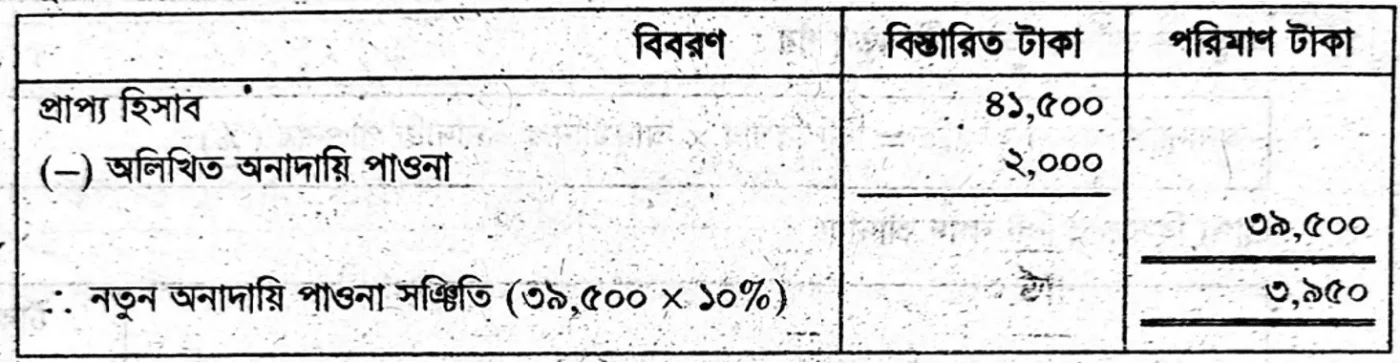 বিবরণ বিস্তারিত টাকা পরিমাণ টাকা
প্রাপ্য হিসাব ৪১,৫০০
(–) অলিখিত অনাদায়ি পাওনা ২,০০০
৩৯,৫০০
∴ নতুন অনাদায়ি পাওনা সঞ্চিতি (৩৯,৫০০ × ১০%) ৩,৯৫০